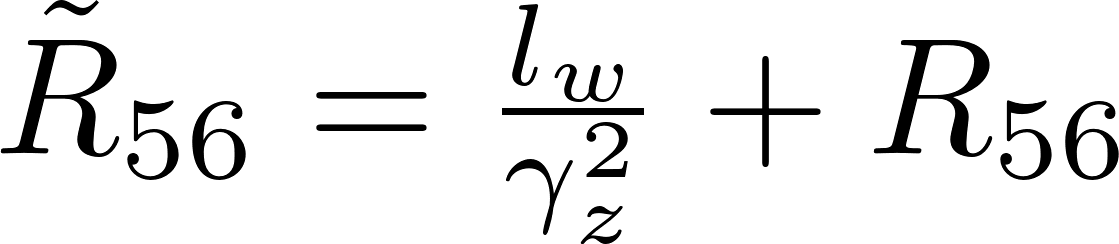 R̃₅₆ = l_w/γ_z² + R₅₆